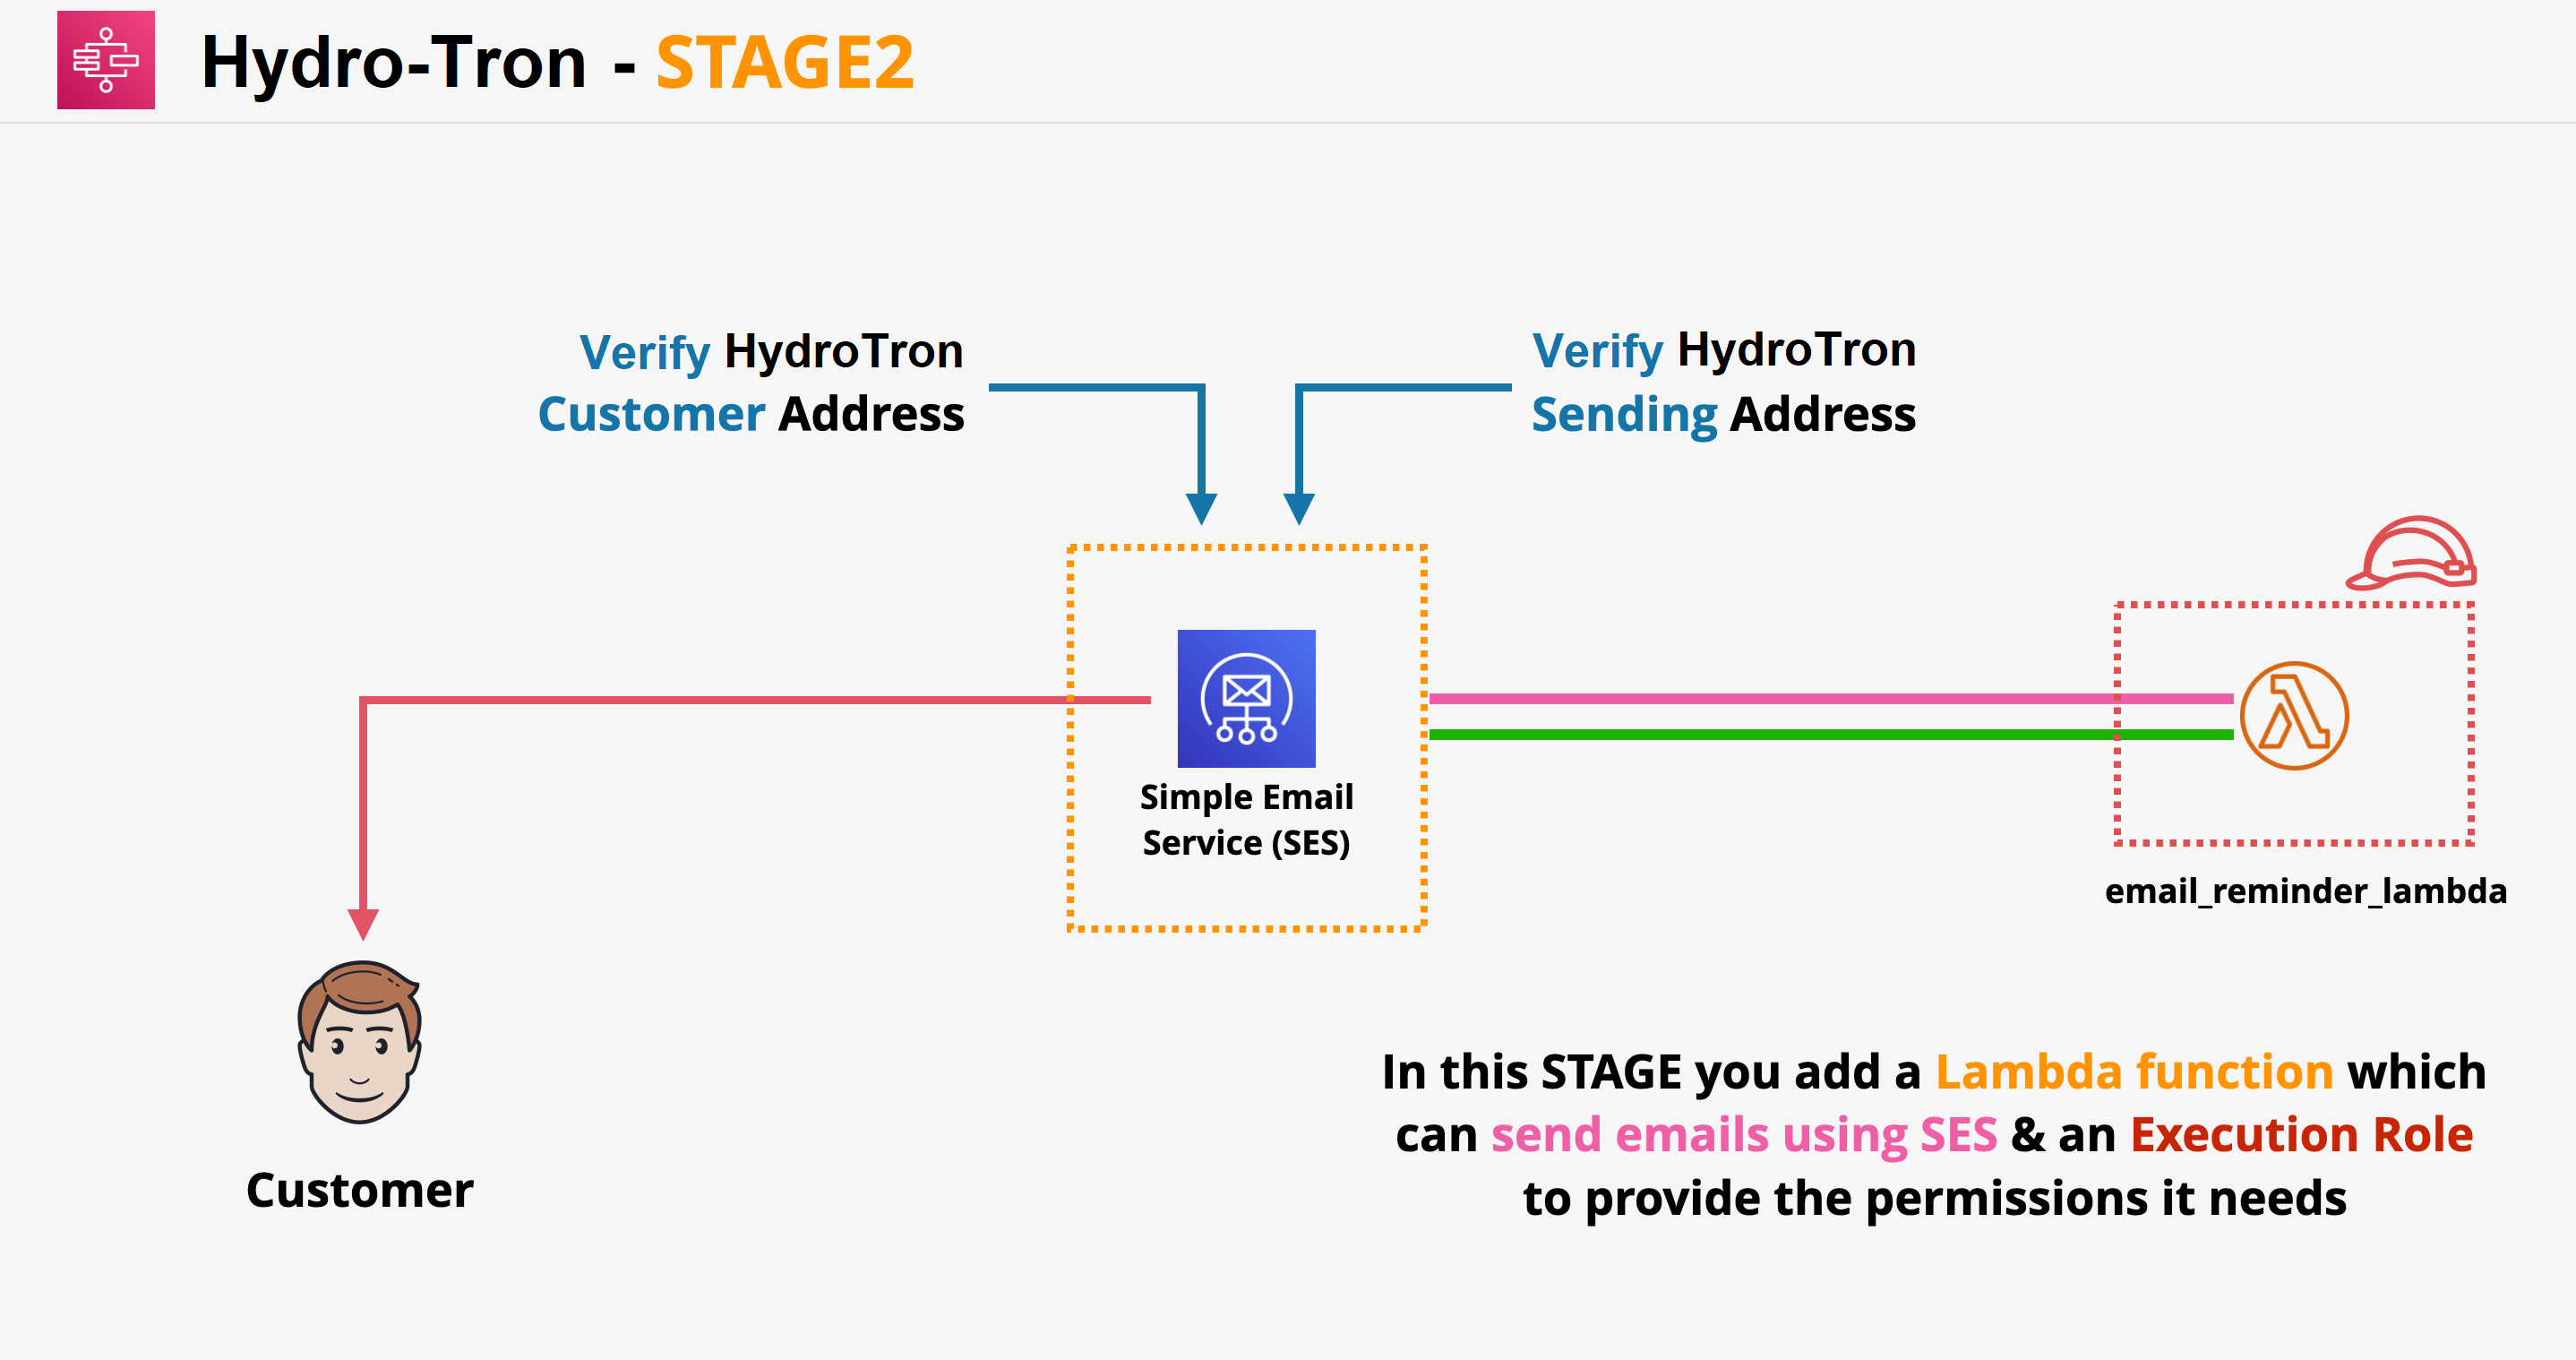 Hydro-Tron - STAGE2
Verify HydroTron
Customer Address
Verify HydroTron
Sending Address
Simple Email
Service (SES)
email_reminder_lambda
Customer
In this STAGE you add a Lambda function which
can send emails using SES & an Execution Role
to provide the permissions it needs